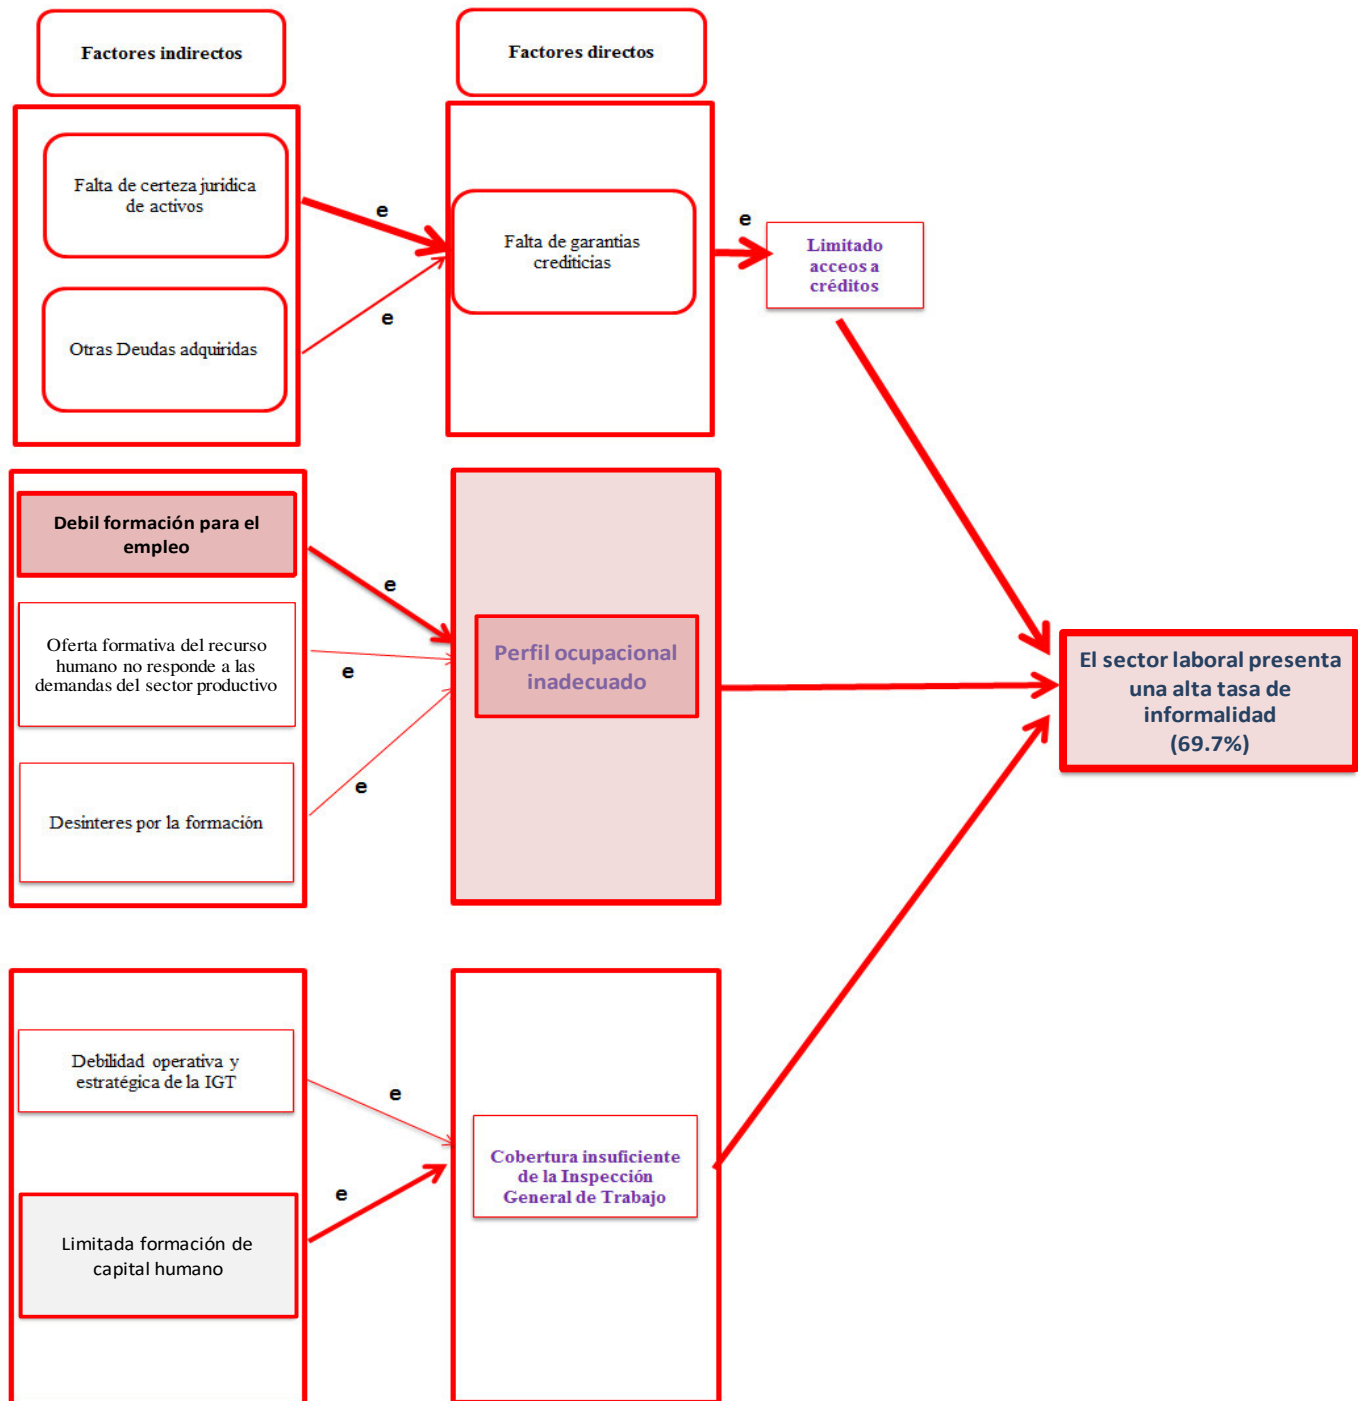 Factores indirectos
Factores directos
Falta de certeza jurídica
de activos
e
Falta de garantias
crediticias
e
Limitado
acceos a
créditos
Otras Deudas adquiridas
e
Debil formación para el
empleo
e
Oferta formativa del recurso
humano no responde a las
demandas del sector productivo
e
Desinteres por la formación
e
Perfil ocupacional
inadecuado
El sector laboral presenta
una alta tasa de
informalidad
(69.7%)
Debilidad operativa y
estratégica de la IGT
e
Limitada formación de
capital humano
e
Cobertura insuficiente
de la Inspección
General de Trabajo